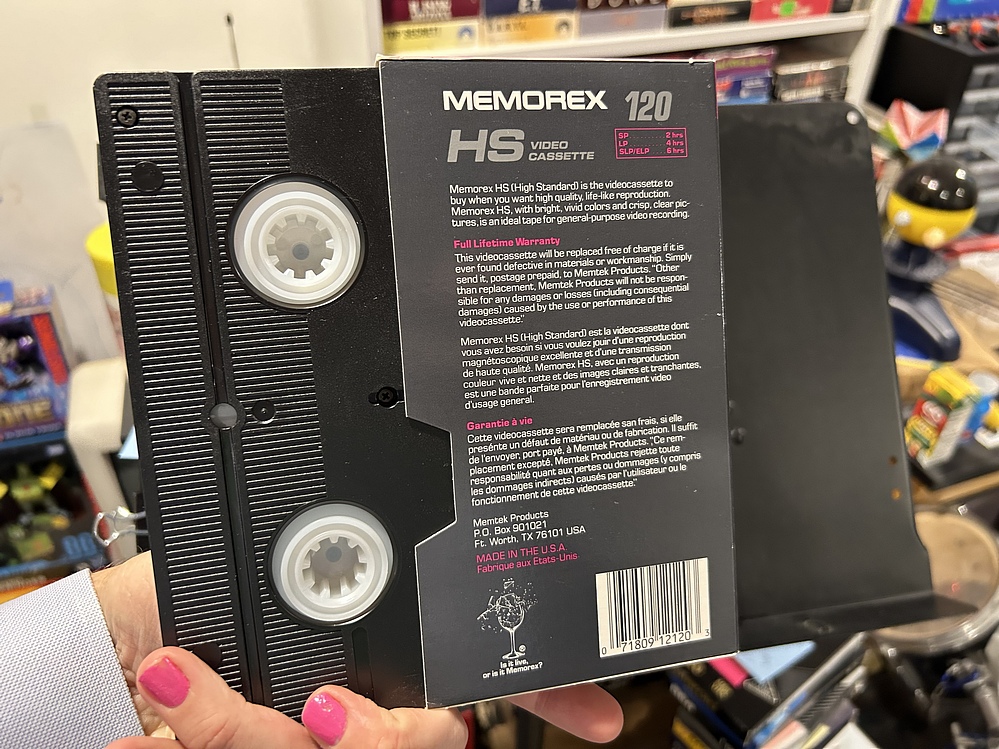 E.T.
MEMOREX 120
HS VIDEO
CASSETTE
SP 2 hrs
LP 4 hrs
SLP/ELP 6 hrs
Memorex HS (High Standard) is the videocassette to
buy when you want high quality, life-like reproduction.
Memorex HS, with bright, vivid colors and crisp, clear pic-
tures, is an ideal tape for general-purpose video recording.
Full Lifetime Warranty
This videocassette will be replaced free of charge if it is
ever found defective in materials or workmanship. Simply
send it, postage prepaid, to Memtek Products. "Other
than replacement, Memtek Products will not be respon-
sible for any damages or losses (including consequential
damages) caused by the use or performance of this
videocassette."
Memorex HS (High Standard) est la videocassette dont
vous avez besoin si vous voulez jouir d'une reproduction
magnétoscopique excellente et d'une transmission
de haute qualité. Memorex HS, avec un reproduction
couleur vive et nette et des images claires et tranchantes,
est une bande parfaite pour l'enregistrement video
d'usage general.
Garantie à vie
Cette videocassette sera remplacée san frais, si elle
presénte un défaut de matériau ou de fabrication. Il suffit
de l'envoyer, port payé, à Memtek Products. "Ce rem-
placement excepté, Memtek Products rejette toute
responsabilité quant aux pertes ou dommages (y compris
les dommages indirects) causés par l'utilisateur ou le
fonctionnement de cette videocassette."
Memtek Products
P.O. Box 901021
Ft. Worth, TX 76101 USA
MADE IN THE U.S.A.
Fabrique aux Etats-Unis
Is it live,
or is it Memorex?
®
0 71809 12120 3